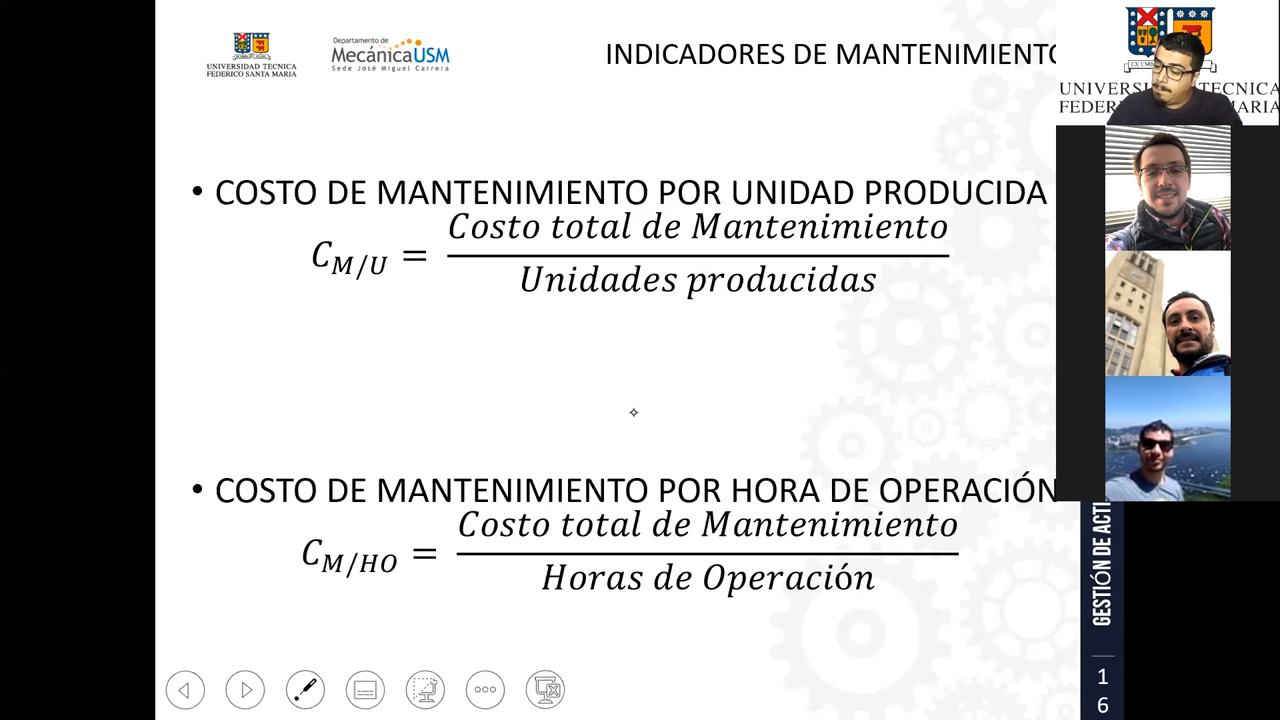 UNIVERSIDAD TECNICA
FEDERICO SANTA MARIA
Departamento de
MecánicaUSM
Sede José Miguel Carrera
INDICADORES DE MANTENIMIENTO
• COSTO DE MANTENIMIENTO POR UNIDAD PRODUCIDA
C_{M/U} = \frac{Costo total de Mantenimiento}{Unidades producidas}
• COSTO DE MANTENIMIENTO POR HORA DE OPERACIÓN
C_{M/HO} = \frac{Costo total de Mantenimiento}{Horas de Operación}
GESTIÓN DE ACTI
1
6